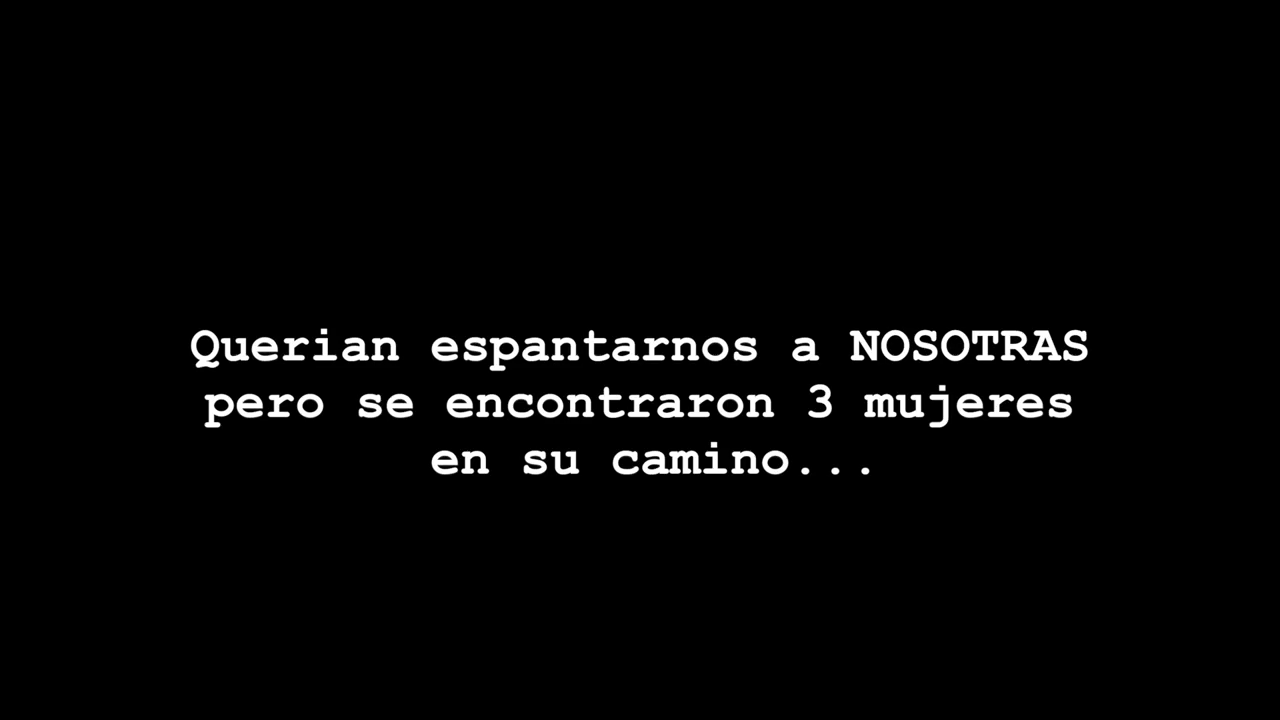 Querian espantarnos a NOSOTRAS
pero se encontraron 3 mujeres
en su camino...